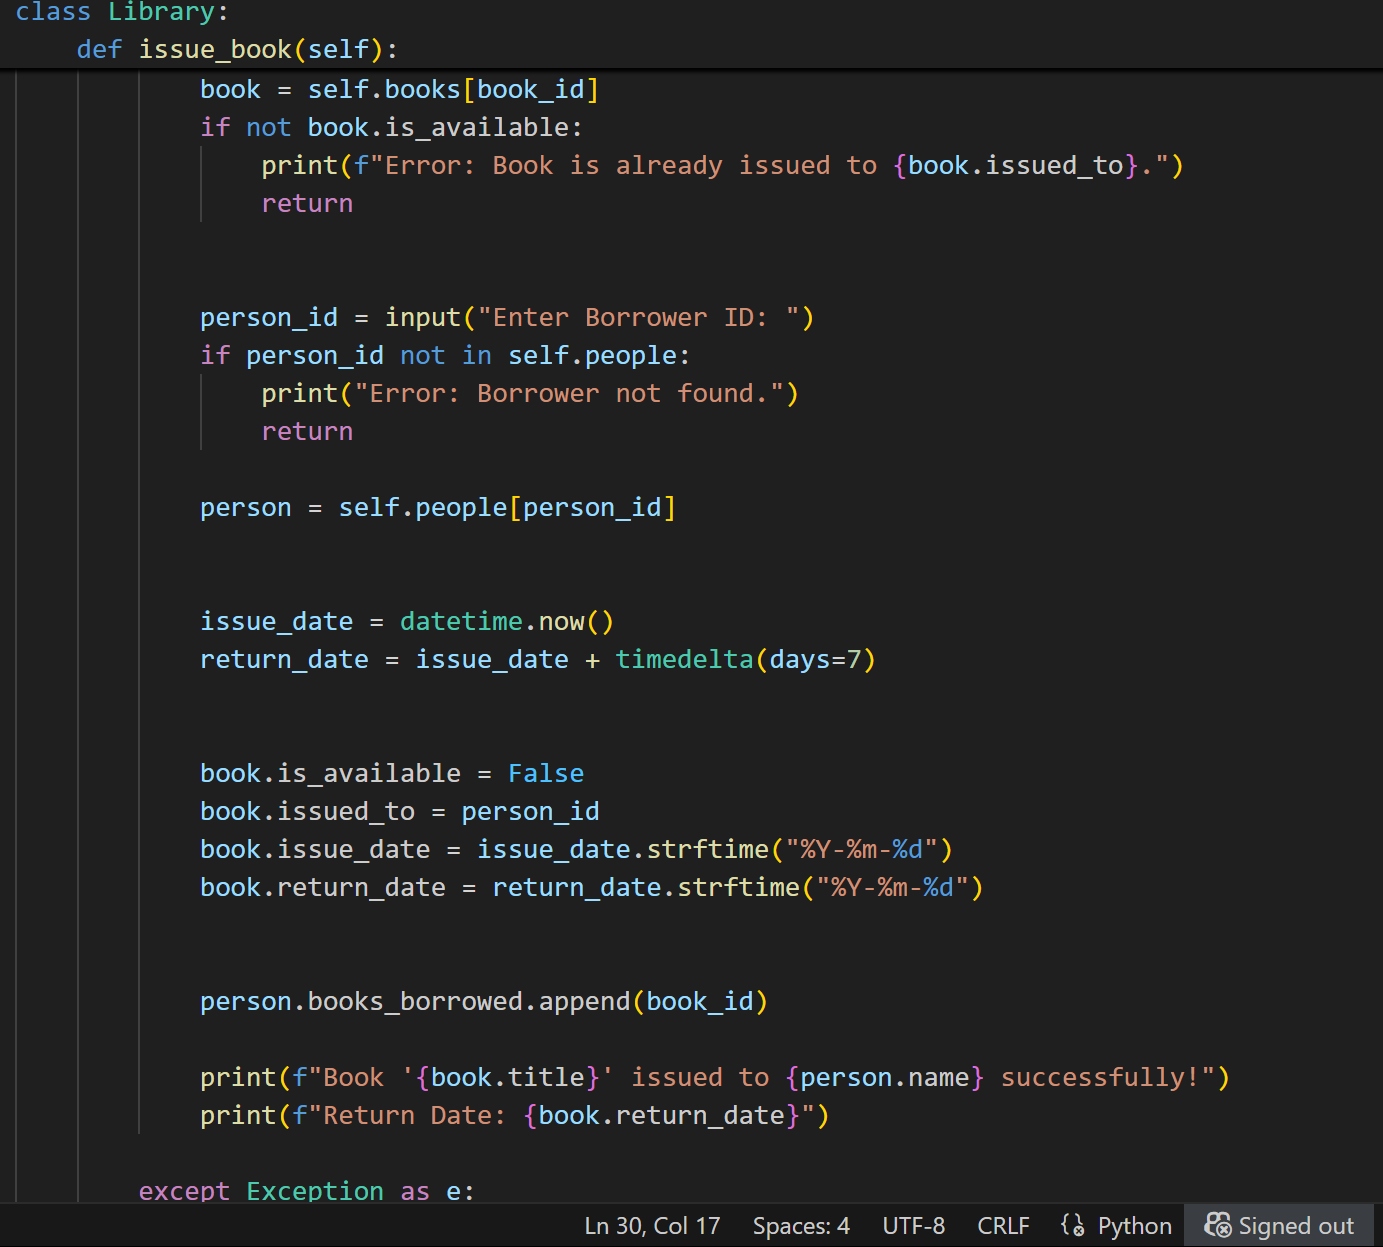 class Library:
    def issue_book(self):
            book = self.books[book_id]
            if not book.is_available:
                print(f"Error: Book is already issued to {book.issued_to}.")
                return
            person_id = input("Enter Borrower ID: ")
            if person_id not in self.people:
                print("Error: Borrower not found.")
                return
            person = self.people[person_id]
            issue_date = datetime.now()
            return_date = issue_date + timedelta(days=7)
            book.is_available = False
            book.issued_to = person_id
            book.issue_date = issue_date.strftime("%Y-%m-%d")
            book.return_date = return_date.strftime("%Y-%m-%d")
            person.books_borrowed.append(book_id)
            print(f"Book '{book.title}' issued to {person.name} successfully!")
            print(f"Return Date: {book.return_date}")
        except Exception as e:
Ln 30, Col 17 Spaces: 4 UTF-8 CRLF Python Signed out